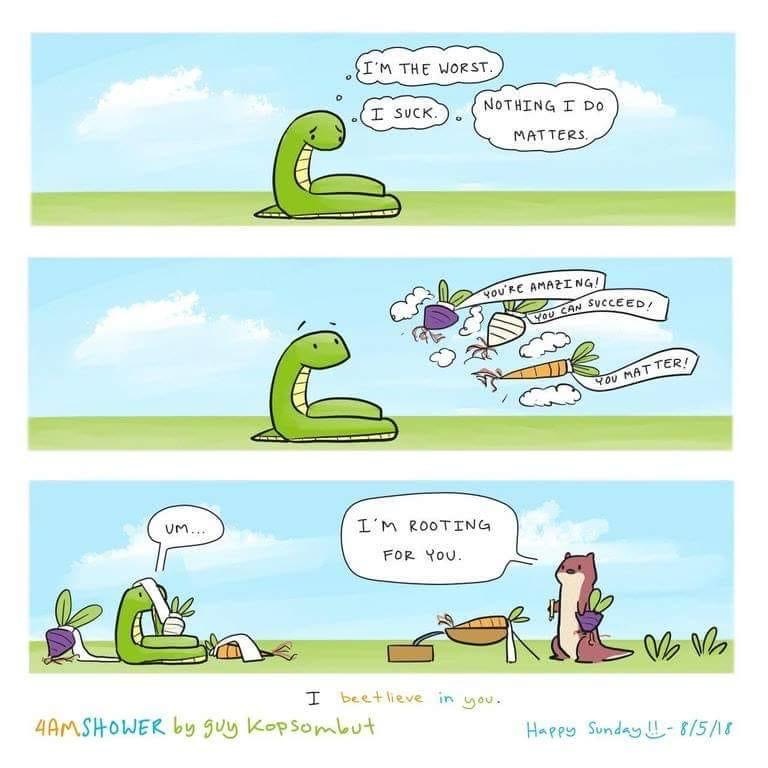 I'M THE WORST.
I SUCK.
NOTHING I DO
MATTERS.
YOU'RE AMAZING!
YOU CAN SUCCEED!
YOU MATTER!
UM...
I'M ROOTING
FOR YOU.
I beetlieve in you.
4AMSHOWER by guy kopsombut
Happy Sunday!! - 8/5/18